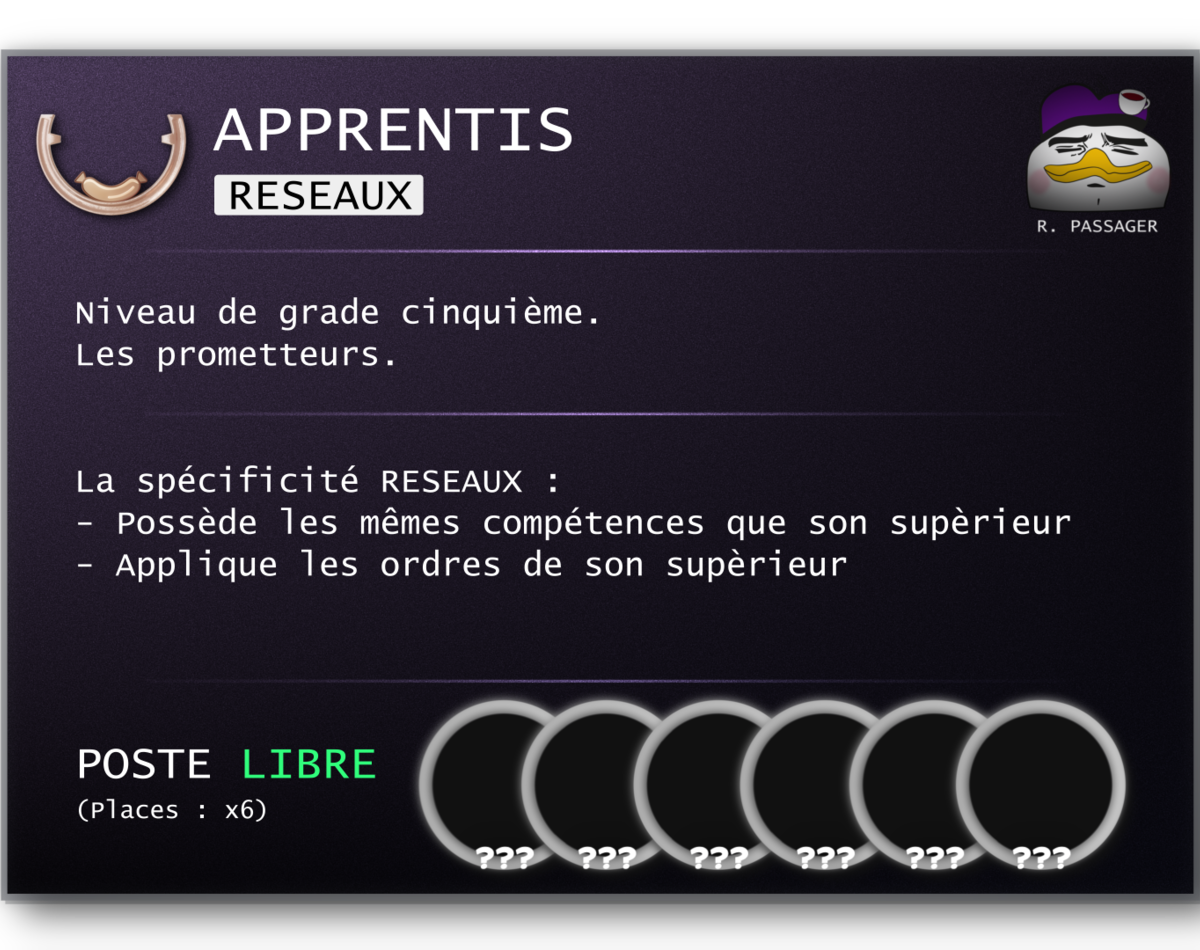 APPRENTIS
RESEAUX
R. PASSAGER
Niveau de grade cinquième.
Les prometteurs.
La spécificité RESEAUX :
- Possède les mêmes compétences que son supèrieur
- Applique les ordres de son supèrieur
POSTE LIBRE
(Places : x6)
??? ??? ??? ??? ??? ???